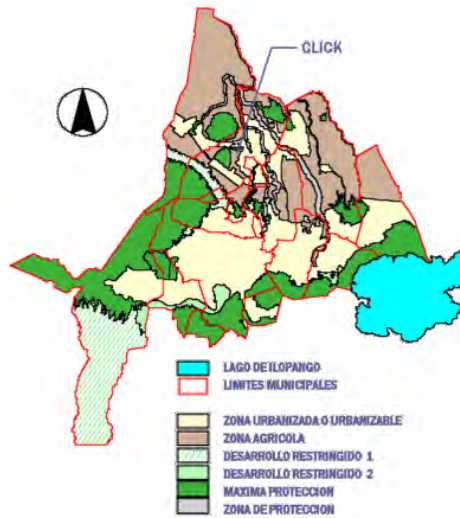 CLICK
LAGO DE ILOPANGO
LIMITES MUNICIPALES
ZONA URBANIZADA O URBANIZABLE
ZONA AGRICOLA
DESARROLLO RESTRINGIDO 1
DESARROLLO RESTRINGIDO 2
MAXIMA PROTECCION
ZONA DE PROTECCION